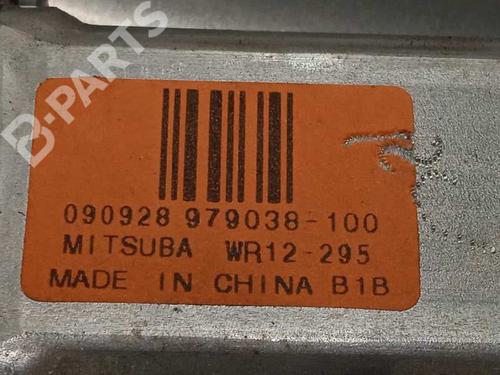 B-PARTS
090928 979038-100
MITSUBA WR12-295
MADE IN CHINA B1B